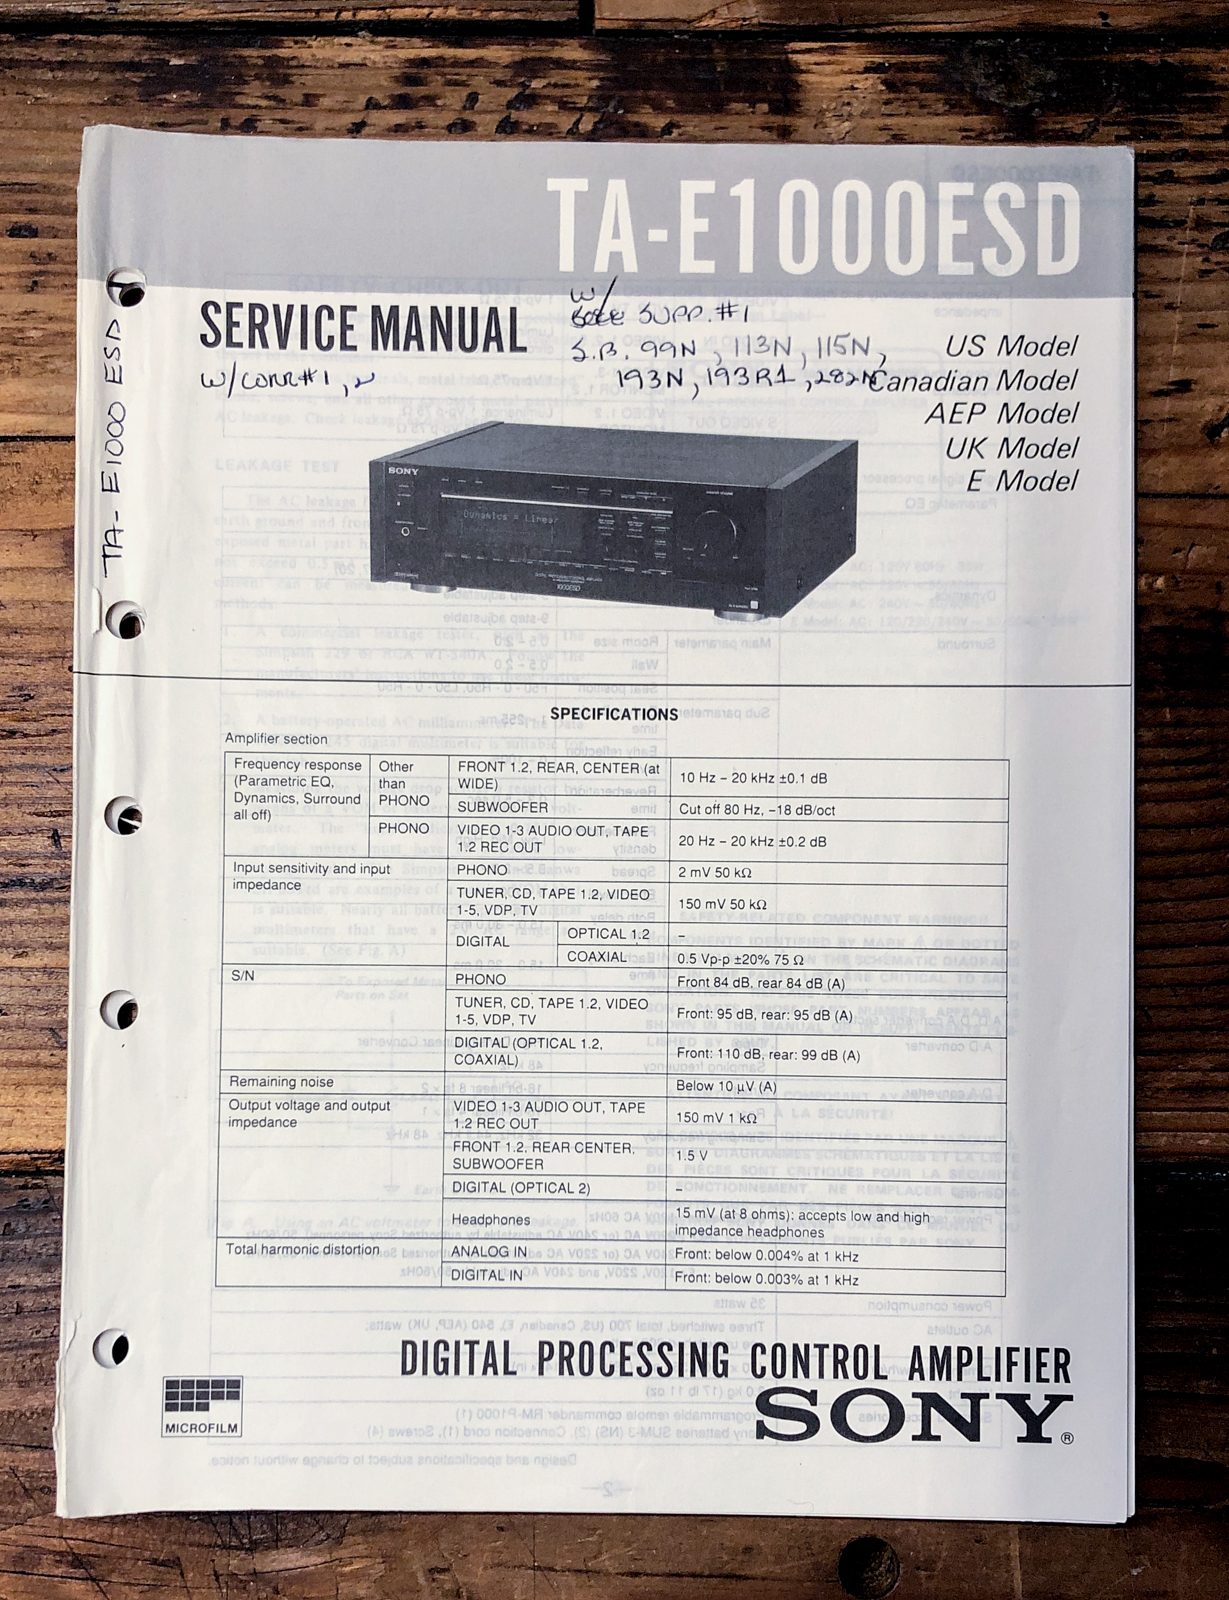 TA-E1000ESD
SERVICE MANUAL
w/
SUPP. #1
S.B. 99N, 113N, 115N,
193N, 193R1, 282N
w/CORR#1, 2
US Model
Canadian Model
AEP Model
UK Model
E Model
TA-E1000 ESD
SONY
Dynamics = Linear
1000ESD
SPECIFICATIONS
Amplifier section
Frequency response (Parametric EQ, Dynamics, Surround all off)
Other than PHONO
FRONT 1.2, REAR, CENTER (at WIDE)
10 Hz – 20 kHz ±0.1 dB
SUBWOOFER
Cut off 80 Hz, –18 dB/oct
PHONO
VIDEO 1-3 AUDIO OUT, TAPE 1.2 REC OUT
20 Hz – 20 kHz ±0.2 dB
Input sensitivity and input impedance
PHONO
2 mV 50 kΩ
TUNER, CD, TAPE 1.2, VIDEO 1-5, VDP, TV
150 mV 50 kΩ
DIGITAL
OPTICAL 1.2
–
COAXIAL
0.5 Vp-p ±20% 75 Ω
S/N
PHONO
Front 84 dB, rear 84 dB (A)
TUNER, CD, TAPE 1.2, VIDEO 1-5, VDP, TV
Front: 95 dB, rear: 95 dB (A)
DIGITAL (OPTICAL 1.2, COAXIAL)
Front: 110 dB, rear: 99 dB (A)
Remaining noise
Below 10 µV (A)
Output voltage and output impedance
VIDEO 1-3 AUDIO OUT, TAPE 1.2 REC OUT
150 mV 1 kΩ
FRONT 1.2, REAR CENTER, SUBWOOFER
1.5 V
DIGITAL (OPTICAL 2)
–
Headphones
15 mV (at 8 ohms): accepts low and high impedance headphones
Total harmonic distortion
ANALOG IN
Front: below 0.004% at 1 kHz
DIGITAL IN
Front: below 0.003% at 1 kHz
DIGITAL PROCESSING CONTROL AMPLIFIER
SONY®
MICROFILM